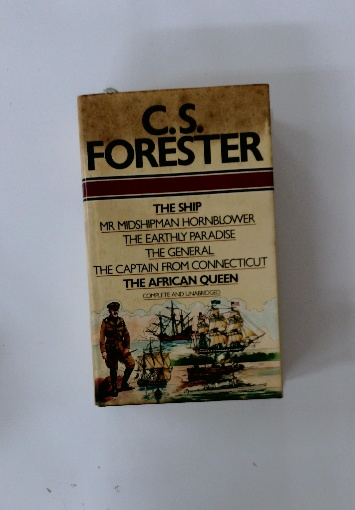 C.S.
FORESTER
THE SHIP
MR MIDSHIPMAN HORNBLOWER
THE EARTHLY PARADISE
THE GENERAL
THE CAPTAIN FROM CONNECTICUT
THE AFRICAN QUEEN
COMPLETE AND UNABRIDGED